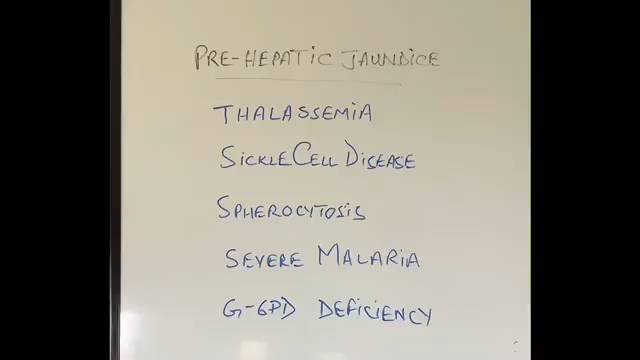 PRE-HEPATIC JAUNDICE
THALASSEMIA
SICKLE CELL DISEASE
SPHEROCYTOSIS
SEVERE MALARIA
G-6PD DEFICIENCY